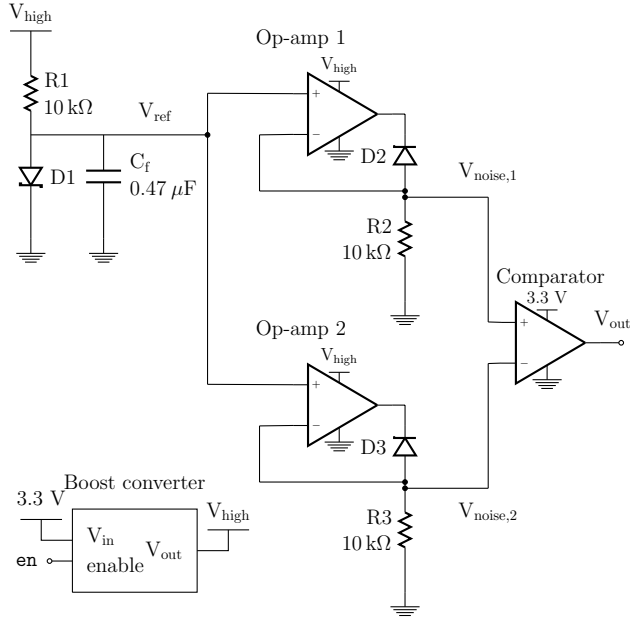 V_high
R1
10 kΩ
V_ref
D1
C_f
0.47 μF
Op-amp 1
V_high
+
−
D2
V_noise,1
R2
10 kΩ
Comparator
3.3 V
+
−
V_out
Op-amp 2
V_high
+
−
D3
V_noise,2
R3
10 kΩ
Boost converter
3.3 V
V_high
V_in
V_out
en
enable